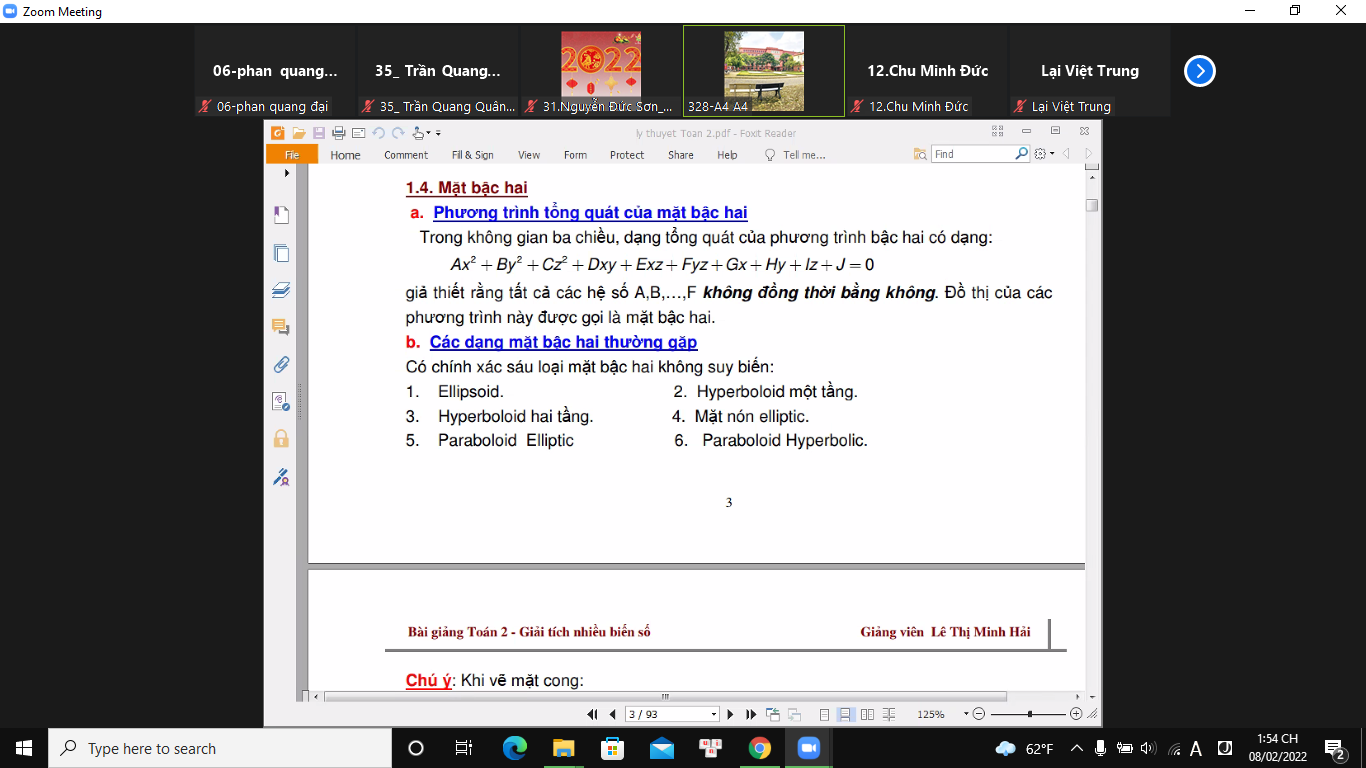 Zoom Meeting
06-phan quang...
35_ Trần Quang...
2022
12.Chu Minh Đức
Lại Việt Trung
06-phan quang đại
35_ Trần Quang Quân...
31.Nguyễn Đức Sơn_...
328-A4 A4
12.Chu Minh Đức
Lại Việt Trung
ly thuyet Toan 2.pdf - Foxit Reader
File Home Comment Fill & Sign View Form Protect Share Help Tell me... Find
1.4. Mặt bậc hai
a. Phương trình tổng quát của mặt bậc hai
Trong không gian ba chiều, dạng tổng quát của phương trình bậc hai có dạng:
Ax² + By² + Cz² + Dxy + Exz + Fyz + Gx + Hy + Iz + J = 0
giả thiết rằng tất cả các hệ số A,B,...,F không đồng thời bằng không. Đồ thị của các
phương trình này được gọi là mặt bậc hai.
b. Các dạng mặt bậc hai thường gặp
Có chính xác sáu loại mặt bậc hai không suy biến:
1. Ellipsoid. 2. Hyperboloid một tầng.
3. Hyperboloid hai tầng. 4. Mặt nón elliptic.
5. Paraboloid Elliptic 6. Paraboloid Hyperbolic.
3
Bài giảng Toán 2 - Giải tích nhiều biến số Giảng viên Lê Thị Minh Hải
Chú ý: Khi vẽ mặt cong:
3 / 93 125%
Type here to search
62°F A 1:54 CH
08/02/2022
2